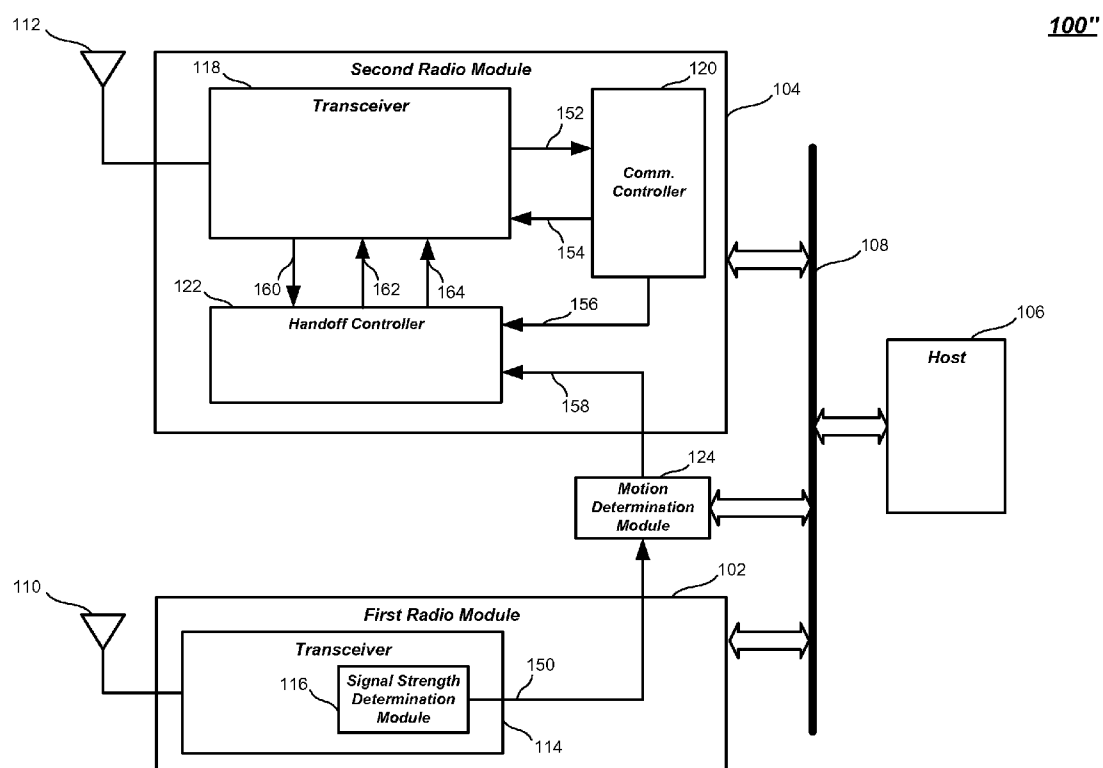 100"
112
Second Radio Module
118
Transceiver
120
104
152
Comm.
Controller
154
108
160
162
164
122
Handoff Controller
156
106
Host
158
124
Motion
Determination
Module
110
102
First Radio Module
Transceiver
116
Signal Strength
Determination
Module
150
114